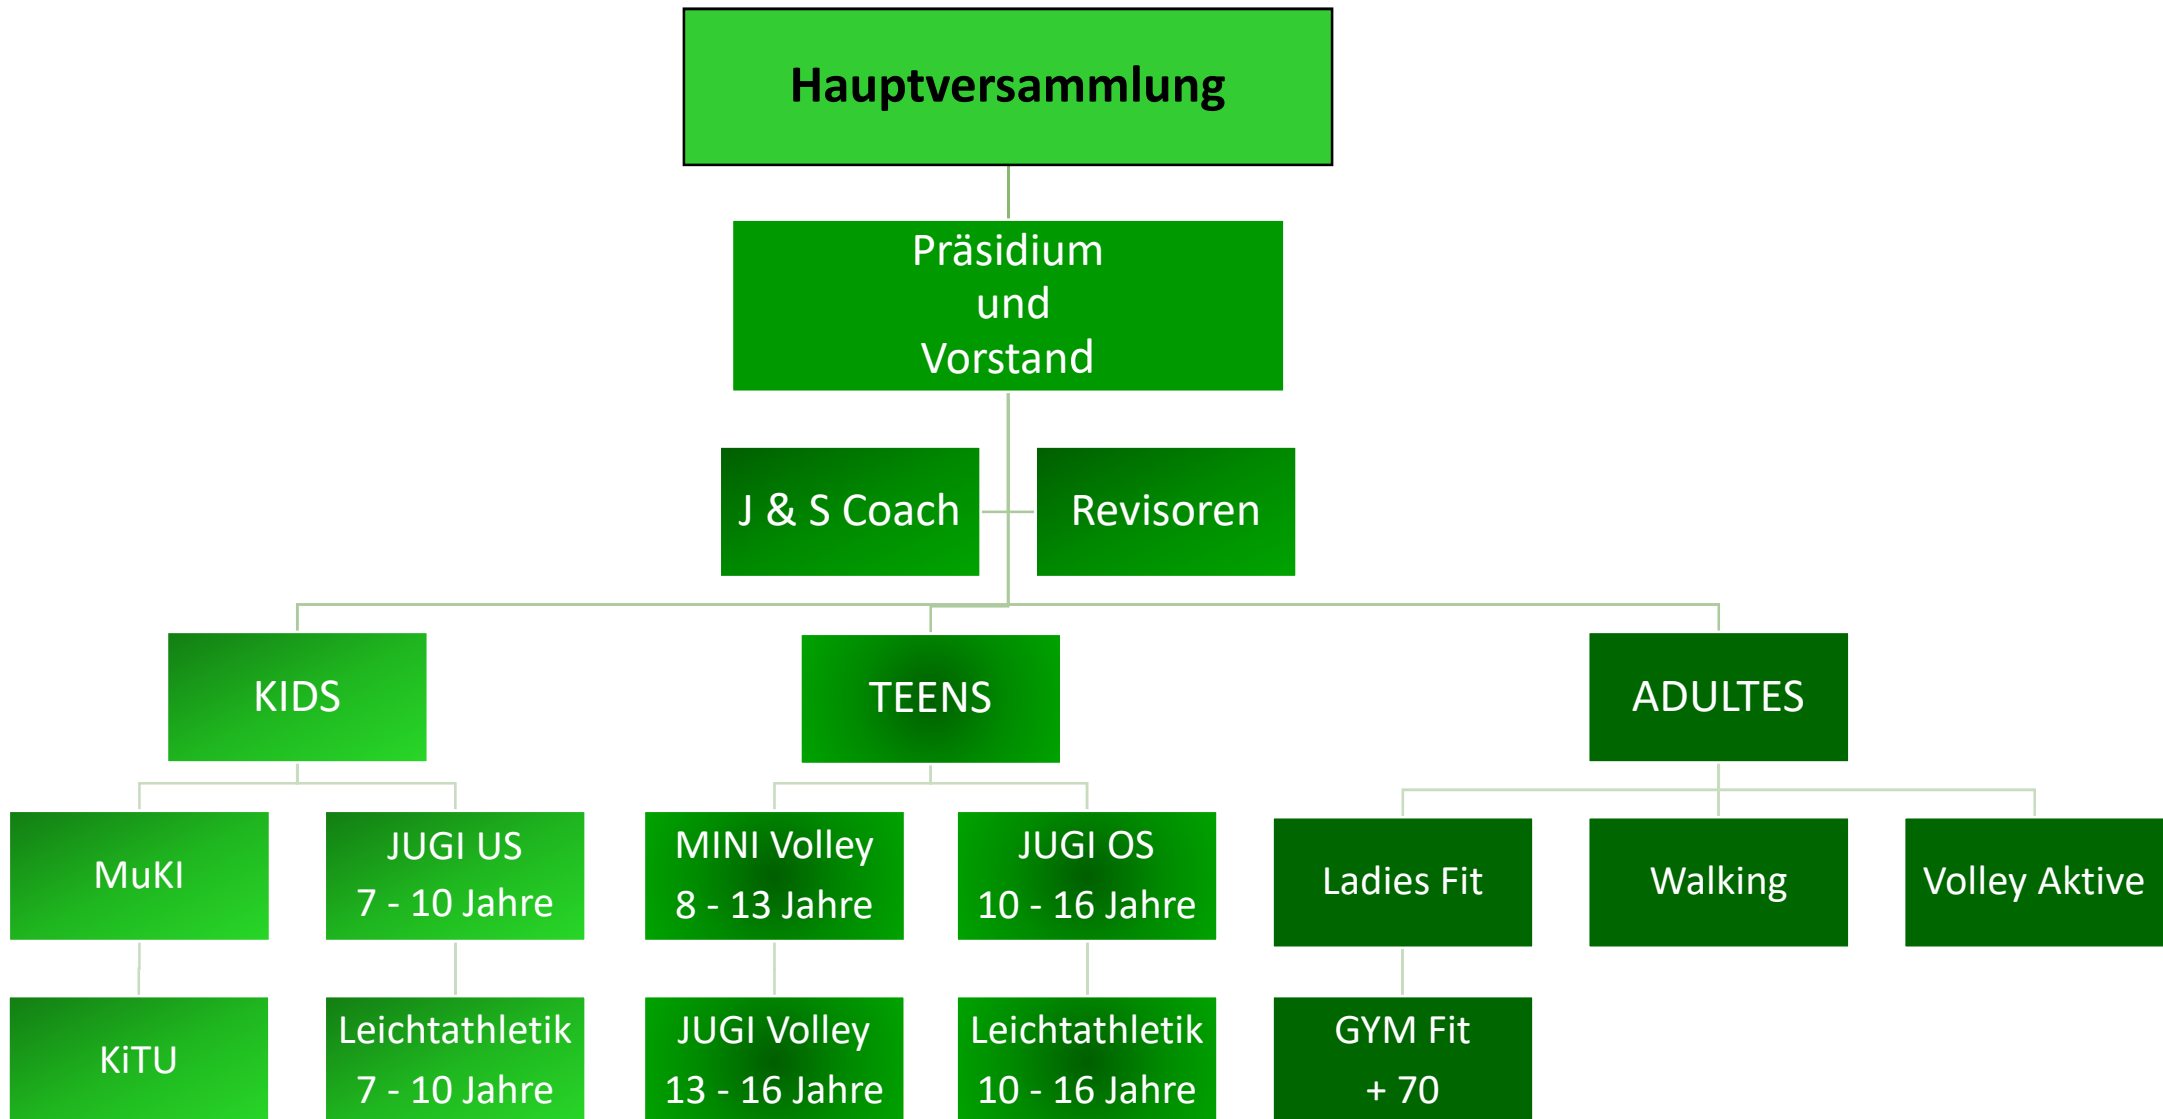 Hauptversammlung
Präsidium
und
Vorstand
J & S Coach
Revisoren
KIDS
TEENS
ADULTES
MuKI
JUGI US
7 - 10 Jahre
MINI Volley
8 - 13 Jahre
JUGI OS
10 - 16 Jahre
Ladies Fit
Walking
Volley Aktive
KiTU
Leichtathletik
7 - 10 Jahre
JUGI Volley
13 - 16 Jahre
Leichtathletik
10 - 16 Jahre
GYM Fit
+ 70